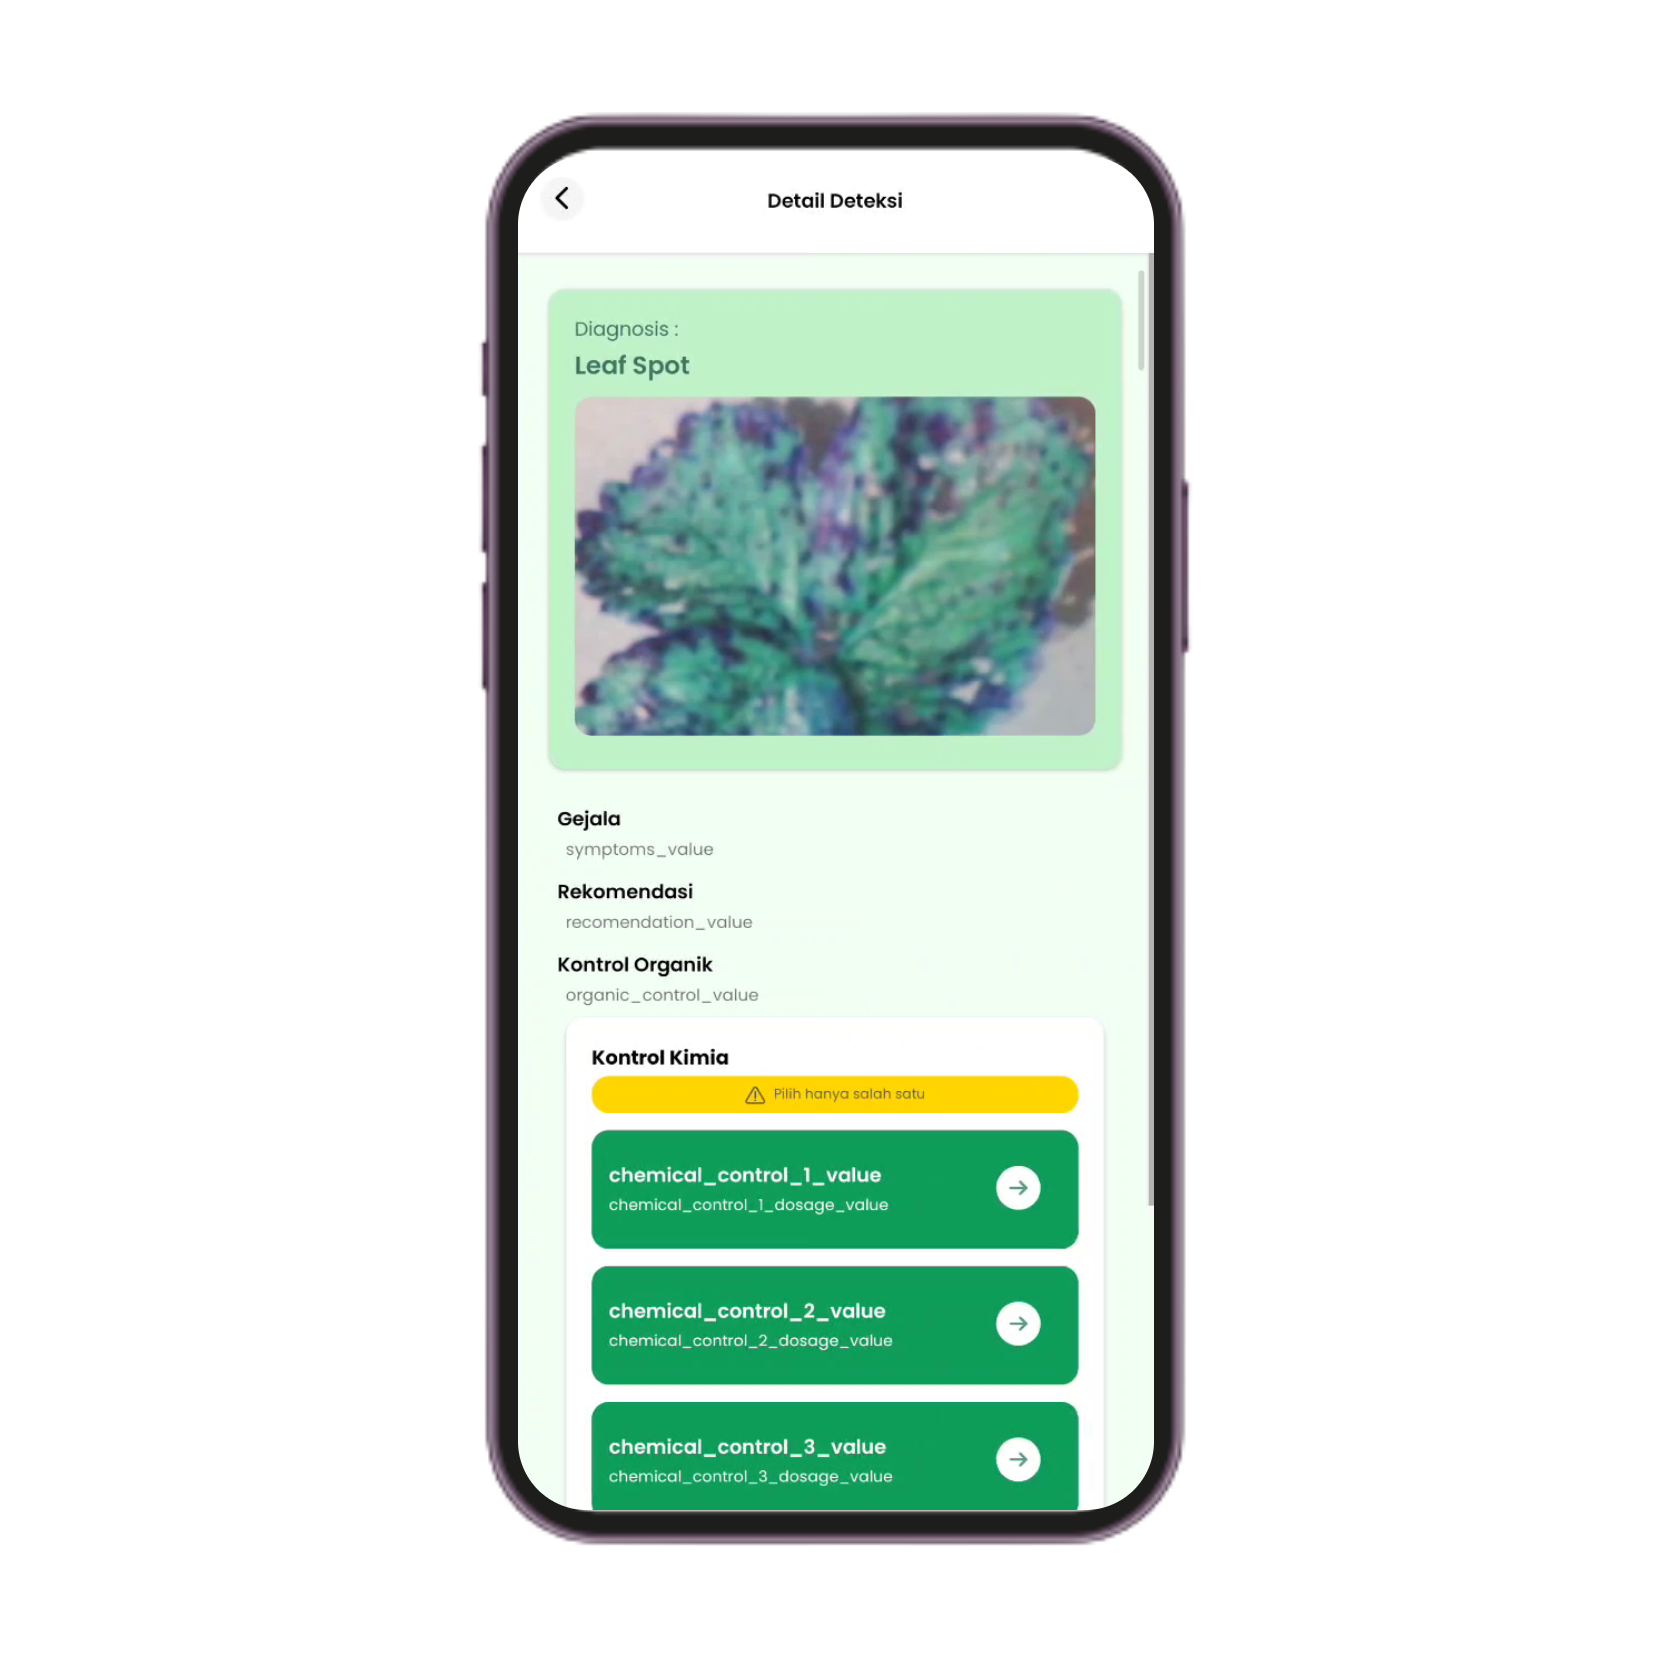 Detail Deteksi
Diagnosis :
Leaf Spot
Gejala
symptoms_value
Rekomendasi
recomendation_value
Kontrol Organik
organic_control_value
Kontrol Kimia
Pilih hanya salah satu
chemical_control_1_value
chemical_control_1_dosage_value
chemical_control_2_value
chemical_control_2_dosage_value
chemical_control_3_value
chemical_control_3_dosage_value